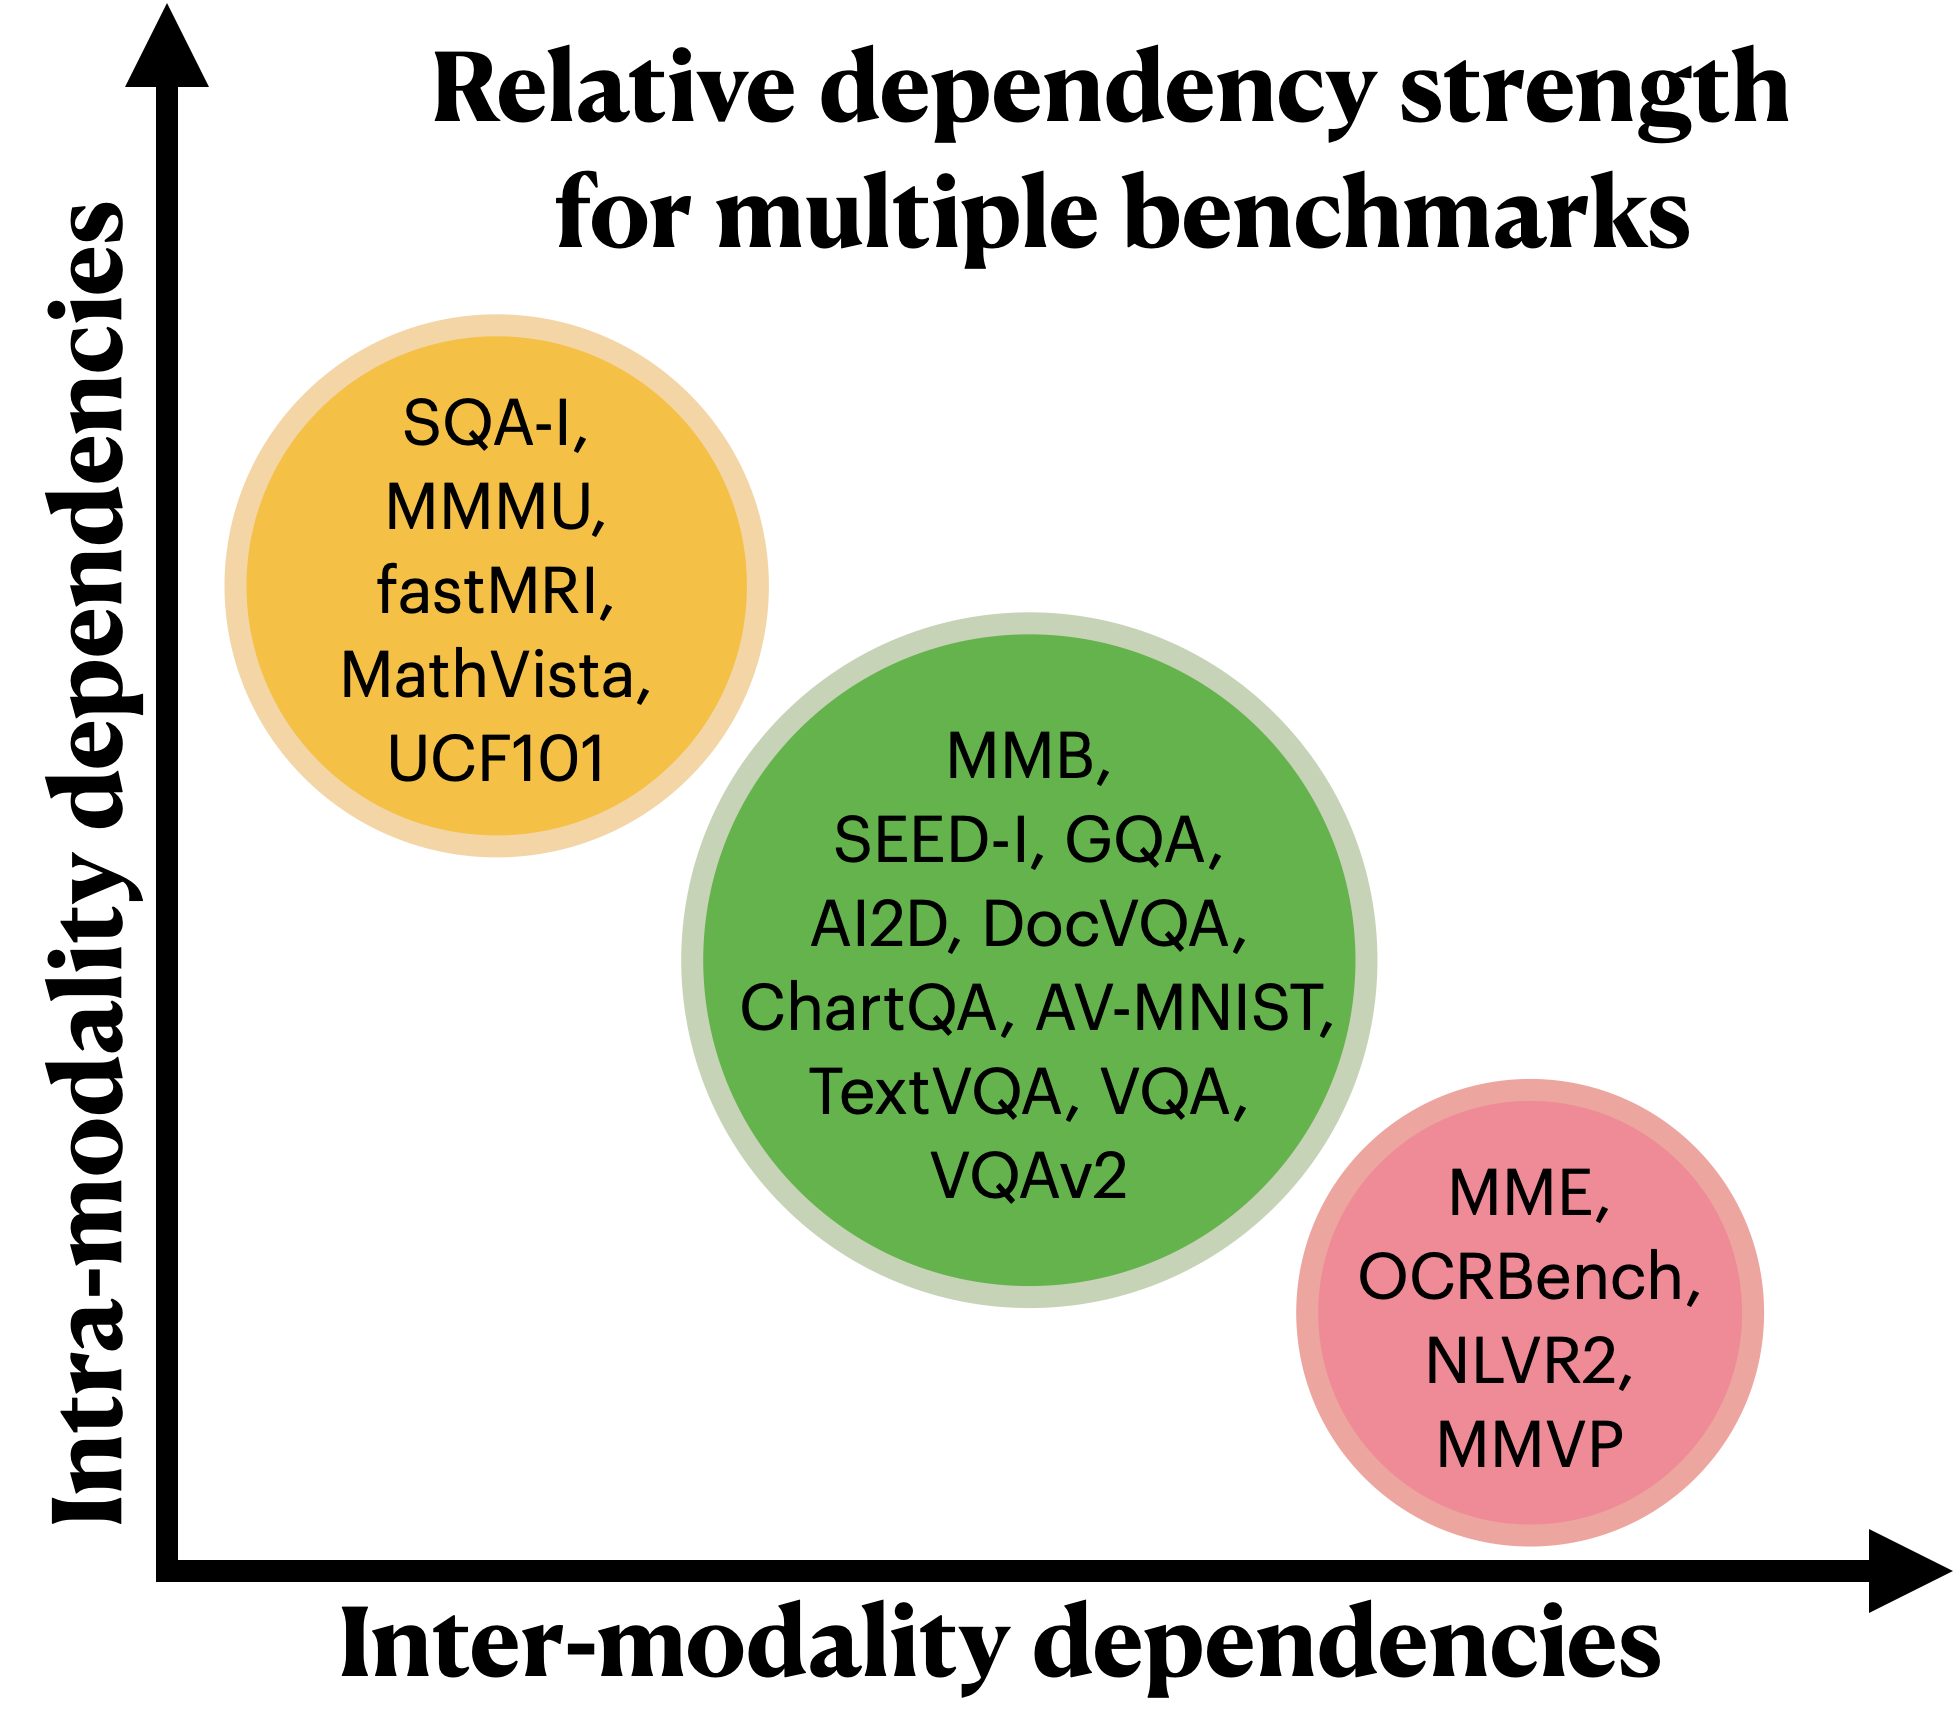 Relative dependency strength
for multiple benchmarks
Intra-modality dependencies
SQA-I,
MMMU,
fastMRI,
MathVista,
UCF101
MMB,
SEED-I, GQA,
AI2D, DocVQA,
ChartQA, AV-MNIST,
TextVQA, VQA,
VQAv2
MME,
OCRBench,
NLVR2,
MMVP
Inter-modality dependencies